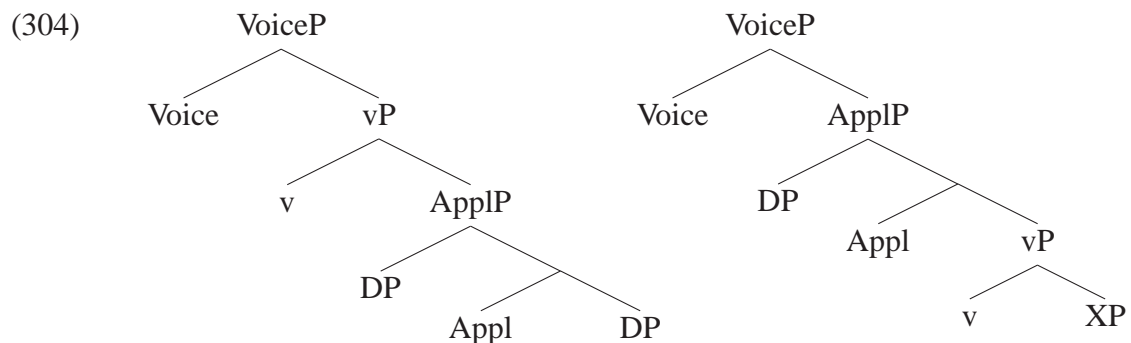 (304) VoiceP VoiceP
Voice vP Voice ApplP
v ApplP DP
Appl vP
DP
Appl DP v XP